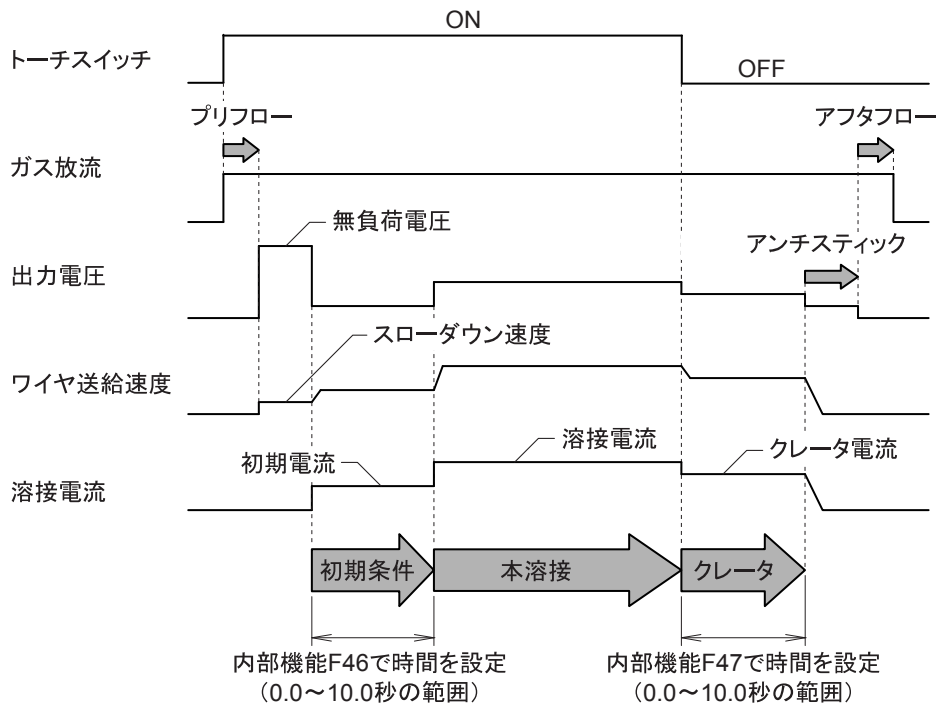 ON
トーチスイッチ
OFF
プリフロー
アフタフロー
ガス放流
無負荷電圧
アンチスティック
出力電圧
スローダウン速度
ワイヤ送給速度
溶接電流
初期電流
クレータ電流
溶接電流
初期条件
本溶接
クレータ
内部機能F46で時間を設定
（0.0～10.0秒の範囲）
内部機能F47で時間を設定
（0.0～10.0秒の範囲）